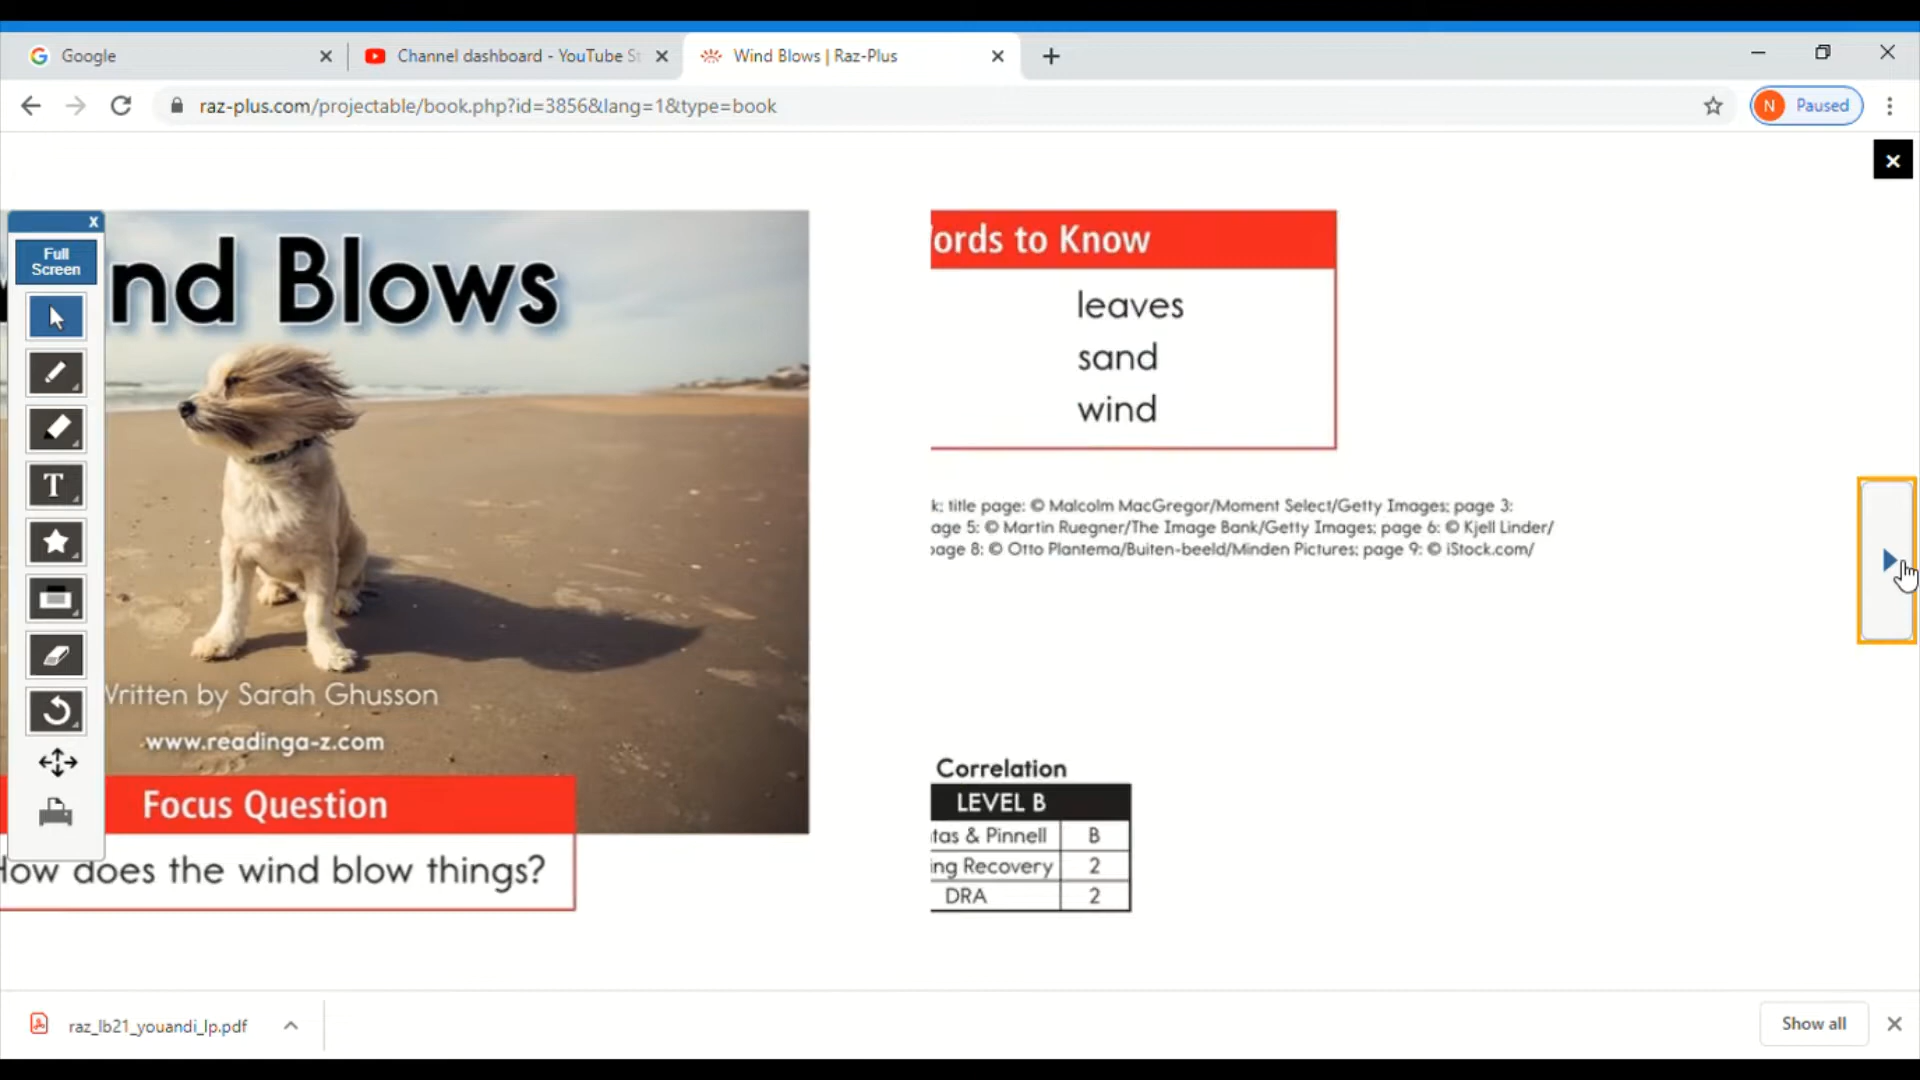 Google
Channel dashboard - YouTube St
Wind Blows | Raz-Plus
raz-plus.com/projectable/book.php?id=3856&lang=1&type=book
N Paused
X
Full
Screen
T
nd Blows
Written by Sarah Ghusson
www.readinga-z.com
Focus Question
How does the wind blow things?
ords to Know
leaves
sand
wind
k: title page: © Malcolm MacGregor/Moment Select/Getty Images; page 3:
age 5: © Martin Ruegner/The Image Bank/Getty Images; page 6: © Kjell Linder/
page 8: © Otto Plantema/Buiten-beeld/Minden Pictures; page 9: © iStock.com/
Correlation
LEVEL B
tas & Pinnell B
ing Recovery 2
DRA 2
raz_lb21_youandi_lp.pdf
Show all